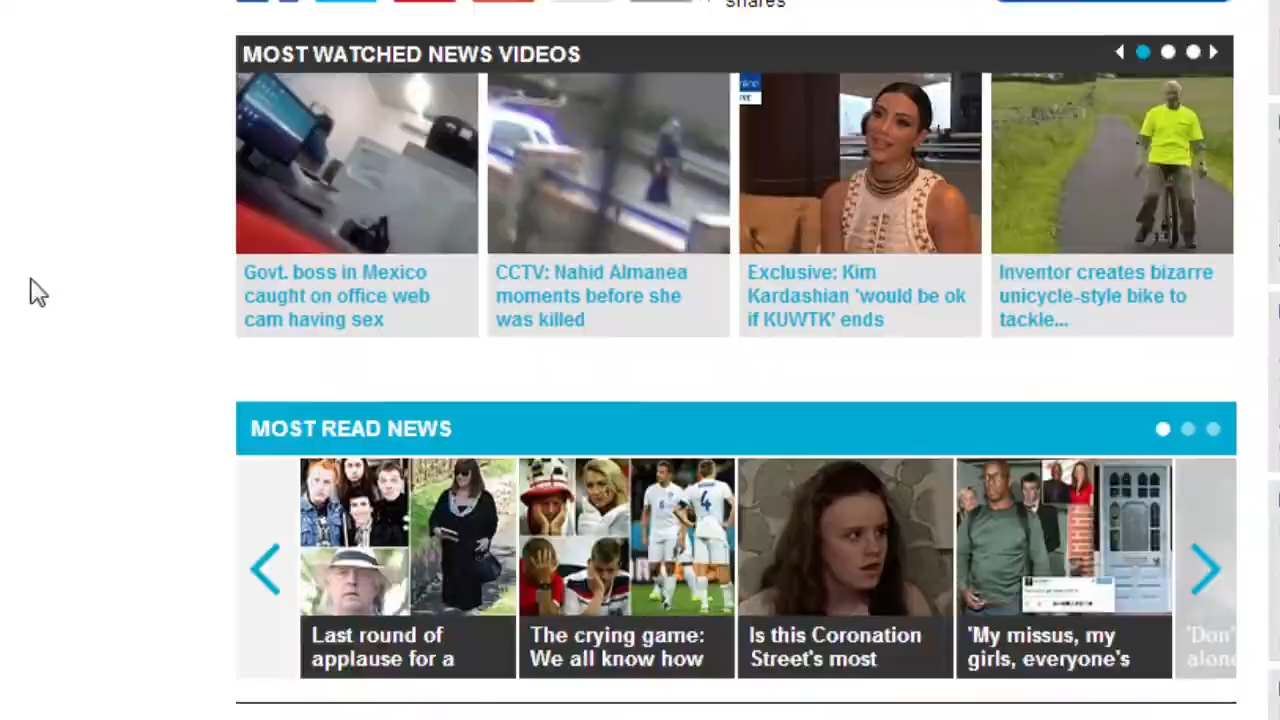 shares
MOST WATCHED NEWS VIDEOS
Govt. boss in Mexico
caught on office web
cam having sex
CCTV: Nahid Almanea
moments before she
was killed
Exclusive: Kim
Kardashian 'would be ok
if KUWTK' ends
Inventor creates bizarre
unicycle-style bike to
tackle...
MOST READ NEWS
4
Last round of
applause for a
The crying game:
We all know how
Is this Coronation
Street's most
'My missus, my
girls, everyone's
'Don'
alone